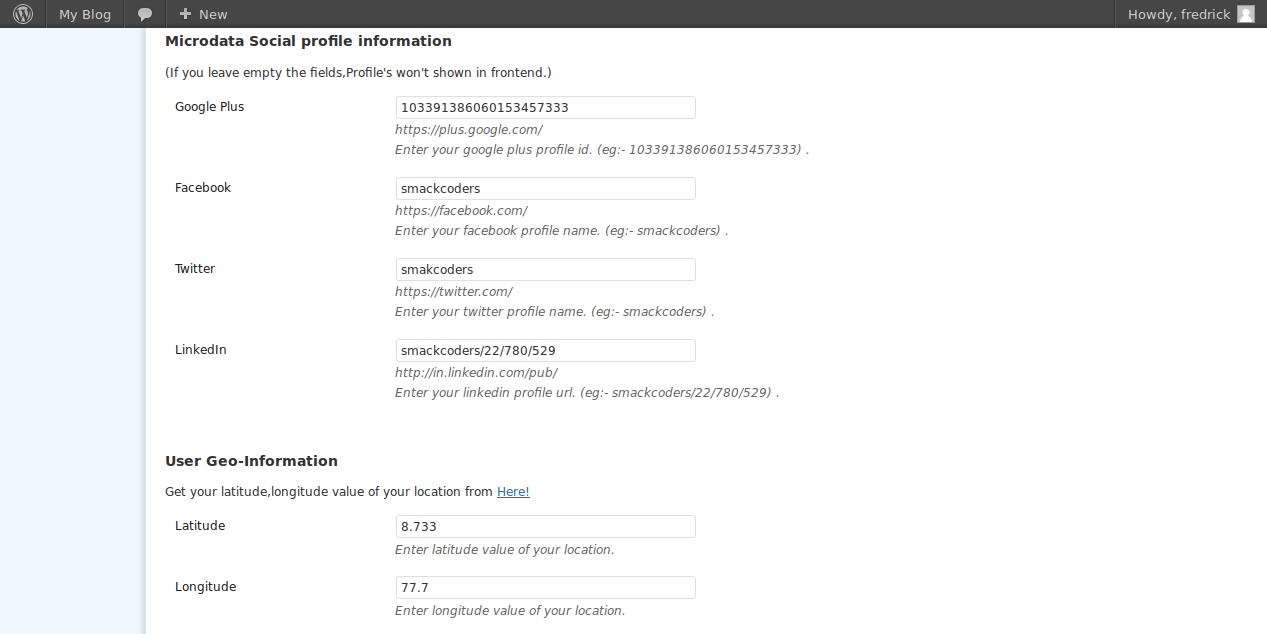 My Blog New Howdy, fredrick
Microdata Social profile information
(If you leave empty the fields,Profile's won't shown in frontend.)
Google Plus 103391386060153457333
https://plus.google.com/
Enter your google plus profile id. (eg:- 103391386060153457333) .
Facebook smackcoders
https://facebook.com/
Enter your facebook profile name. (eg:- smackcoders) .
Twitter smakcoders
https://twitter.com/
Enter your twitter profile name. (eg:- smackcoders) .
LinkedIn smackcoders/22/780/529
http://in.linkedin.com/pub/
Enter your linkedin profile url. (eg:- smackcoders/22/780/529) .
User Geo-Information
Get your latitude,longitude value of your location from Here!
Latitude 8.733
Enter latitude value of your location.
Longitude 77.7
Enter longitude value of your location.